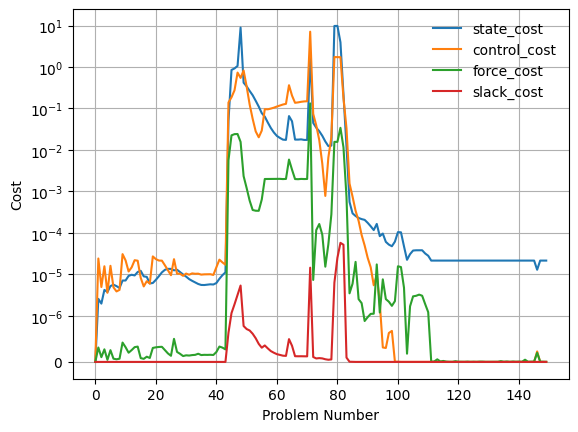 10¹
10⁰
10⁻¹
10⁻²
10⁻³
10⁻⁴
10⁻⁵
10⁻⁶
0
Cost
state_cost
control_cost
force_cost
slack_cost
0 20 40 60 80 100 120 140
Problem Number